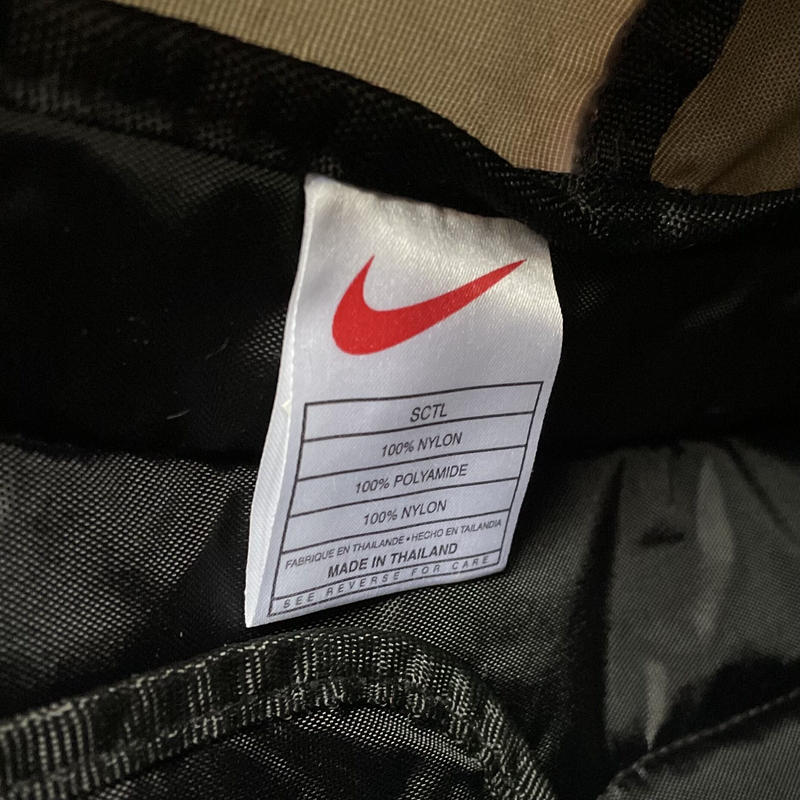 SCTL
100% NYLON
100% POLYAMIDE
100% NYLON
FABRIQUE EN THAILANDE • HECHO EN TAILANDIA
MADE IN THAILAND
SEE REVERSE FOR CARE